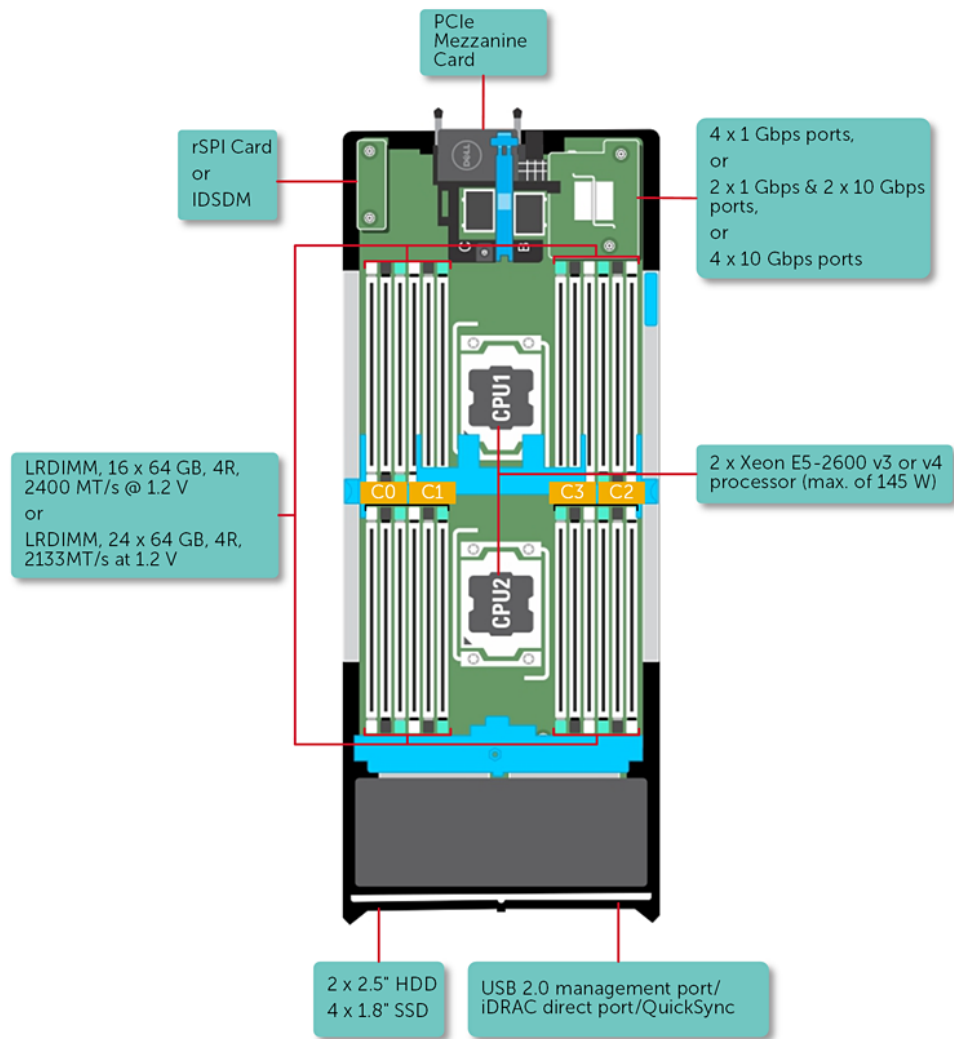 PCIe
Mezzanine
Card
rSPI Card
or
IDSDM
4 x 1 Gbps ports,
or
2 x 1 Gbps & 2 x 10 Gbps
ports,
or
4 x 10 Gbps ports
DELL
C
B
CPU1
LRDIMM, 16 x 64 GB, 4R,
2400 MT/s @ 1.2 V
or
LRDIMM, 24 x 64 GB, 4R,
2133MT/s at 1.2 V
C0
C1
C3
C2
2 x Xeon E5-2600 v3 or v4
processor (max. of 145 W)
CPU2
2 x 2.5" HDD
4 x 1.8" SSD
USB 2.0 management port/
iDRAC direct port/QuickSync